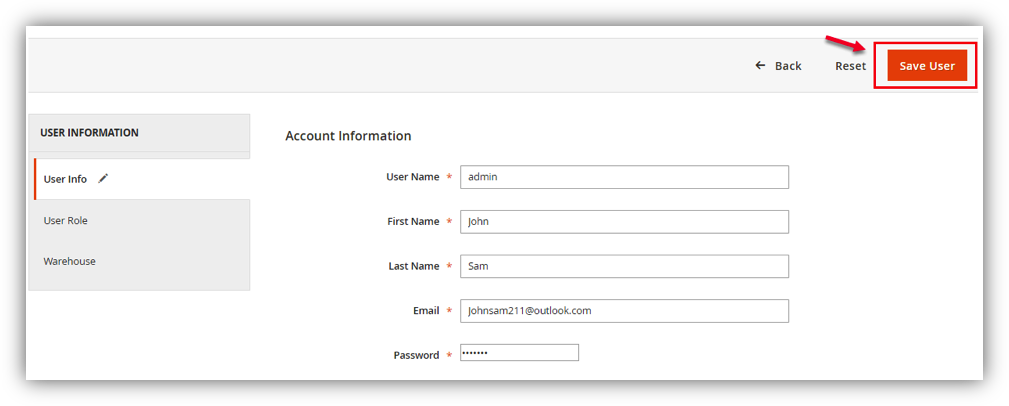 ← Back Reset Save User
USER INFORMATION
User Info
User Role
Warehouse
Account Information
User Name * admin
First Name * John
Last Name * Sam
Email * Johnsam211@outlook.com
Password * •••••••